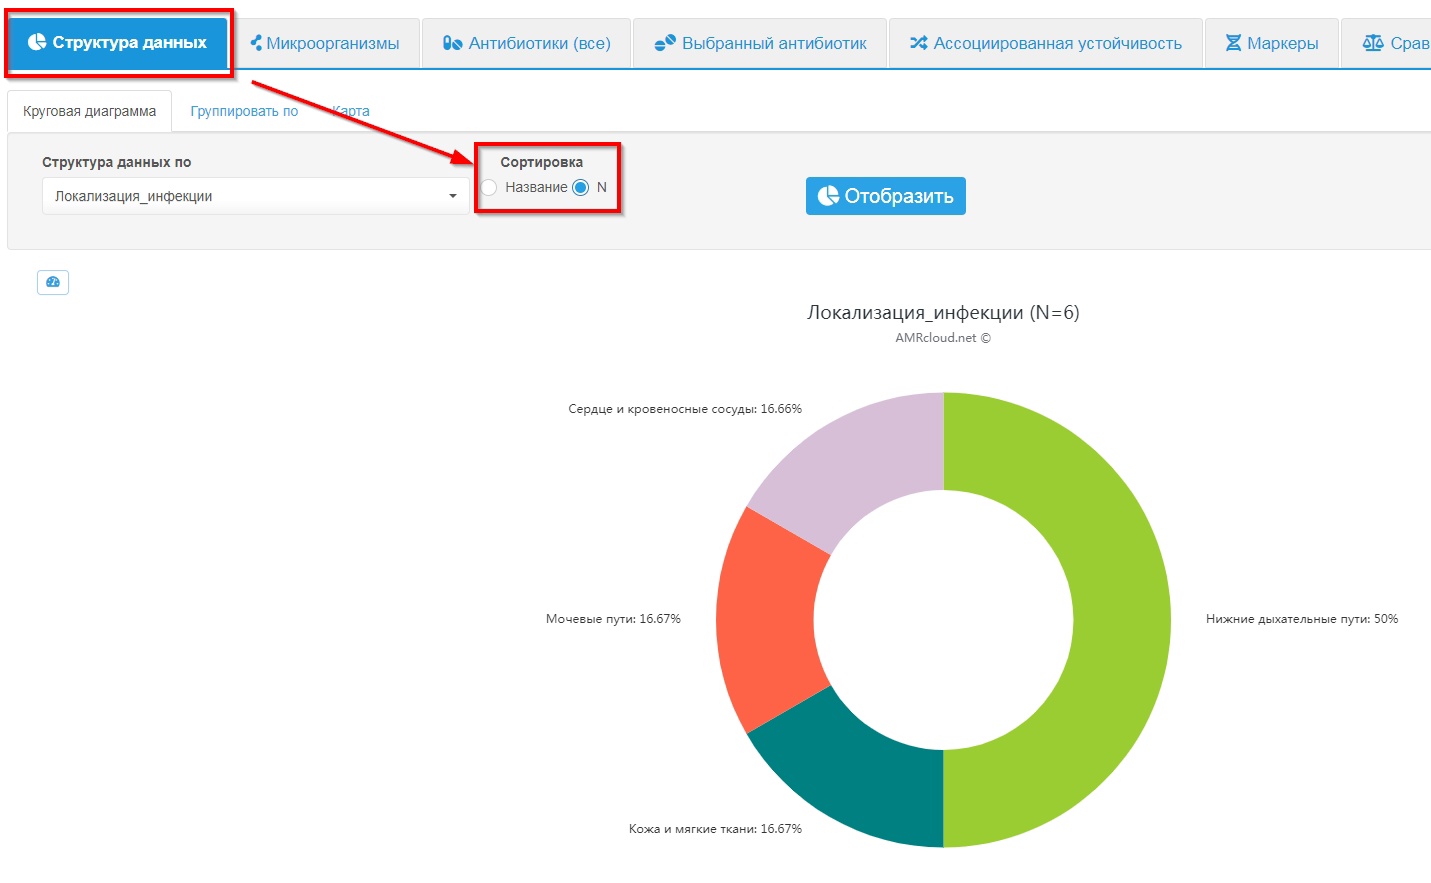 Структура данных
Микроорганизмы
Антибиотики (все)
Выбранный антибиотик
Ассоциированная устойчивость
Маркеры
Срав
Круговая диаграмма
Группировать по
Карта
Структура данных по
Сортировка
Локализация_инфекции
Название
N
Отобразить
Локализация_инфекции (N=6)
AMRcloud.net ©
Сердце и кровеносные сосуды: 16.66%
Мочевые пути: 16.67%
Нижние дыхательные пути: 50%
Кожа и мягкие ткани: 16.67%